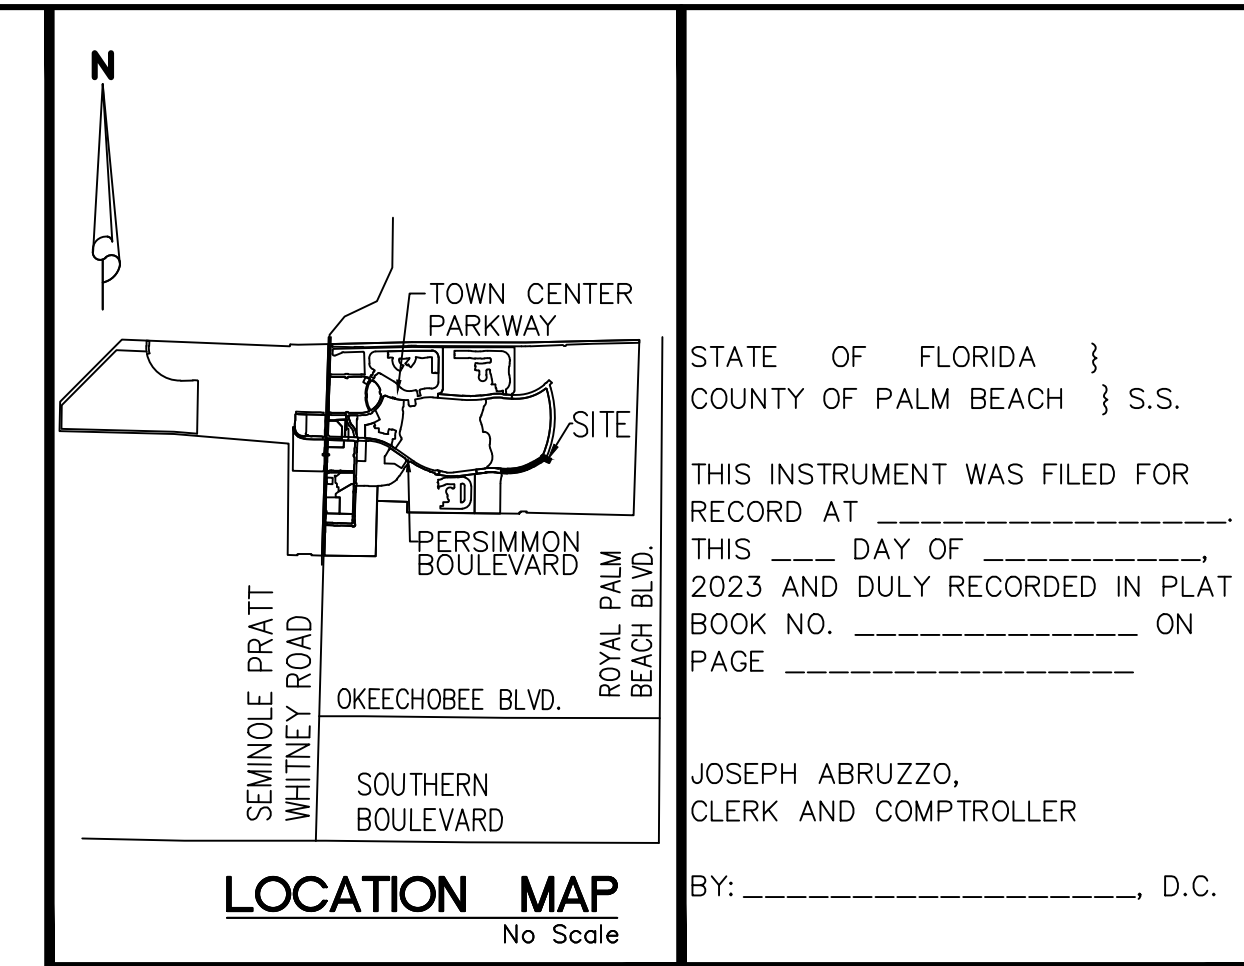 N
TOWN CENTER
PARKWAY
SITE
PERSIMMON
BOULEVARD
ROYAL PALM
BEACH BLVD.
SEMINOLE PRATT
WHITNEY ROAD
OKEECHOBEE BLVD.
SOUTHERN
BOULEVARD
LOCATION MAP
No Scale
STATE OF FLORIDA }
COUNTY OF PALM BEACH } S.S.
THIS INSTRUMENT WAS FILED FOR
RECORD AT ________________.
THIS ___ DAY OF __________,
2023 AND DULY RECORDED IN PLAT
BOOK NO. _____________ ON
PAGE ________________
JOSEPH ABRUZZO,
CLERK AND COMPTROLLER
BY: __________________, D.C.